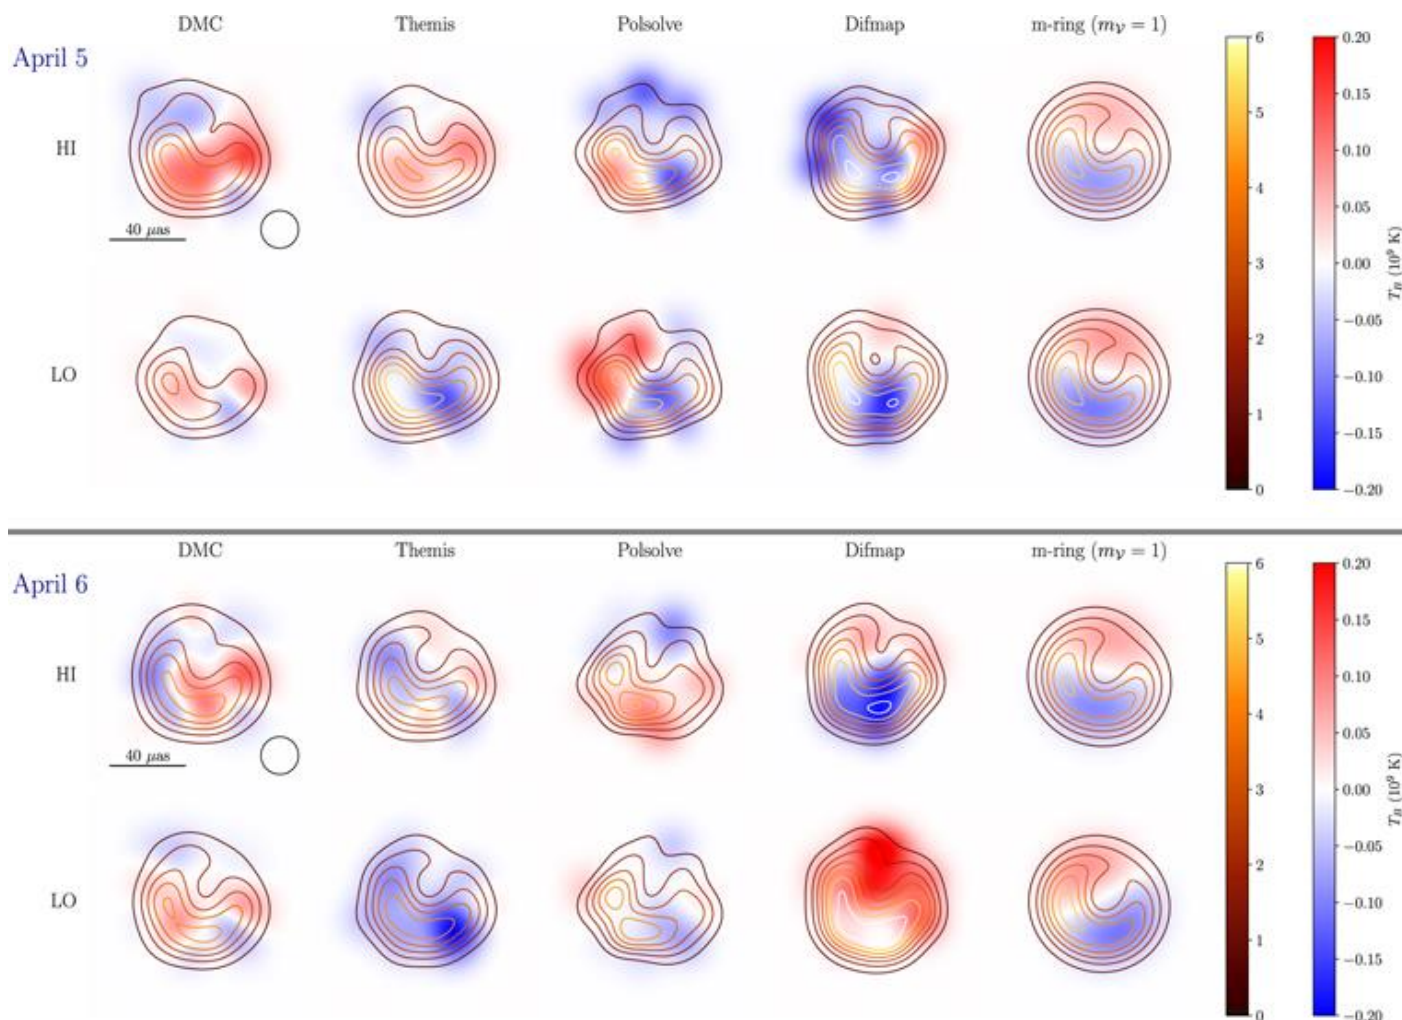 DMC Themis Polsolve Difmap m-ring (m𝒱 = 1)
April 5
HI
40 μas
LO
6
5
4
3
2
1
0
0.20
0.15
0.10
0.05
0.00
−0.05
−0.10
−0.15
−0.20
T_B (10⁹ K)
DMC Themis Polsolve Difmap m-ring (m𝒱 = 1)
April 6
HI
40 μas
LO
6
5
4
3
2
1
0
0.20
0.15
0.10
0.05
0.00
−0.05
−0.10
−0.15
−0.20
T_B (10⁹ K)